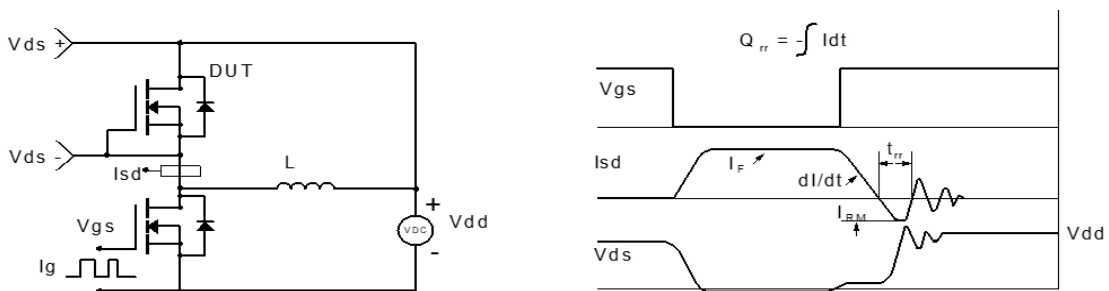 Vds +
DUT
Vds -
Isd
L
Vgs
Ig
+
VDC
-
Vdd
Q rr = - ∫ Idt
Vgs
Isd
I F
dI/dt
t rr
I RM
Vds
Vdd